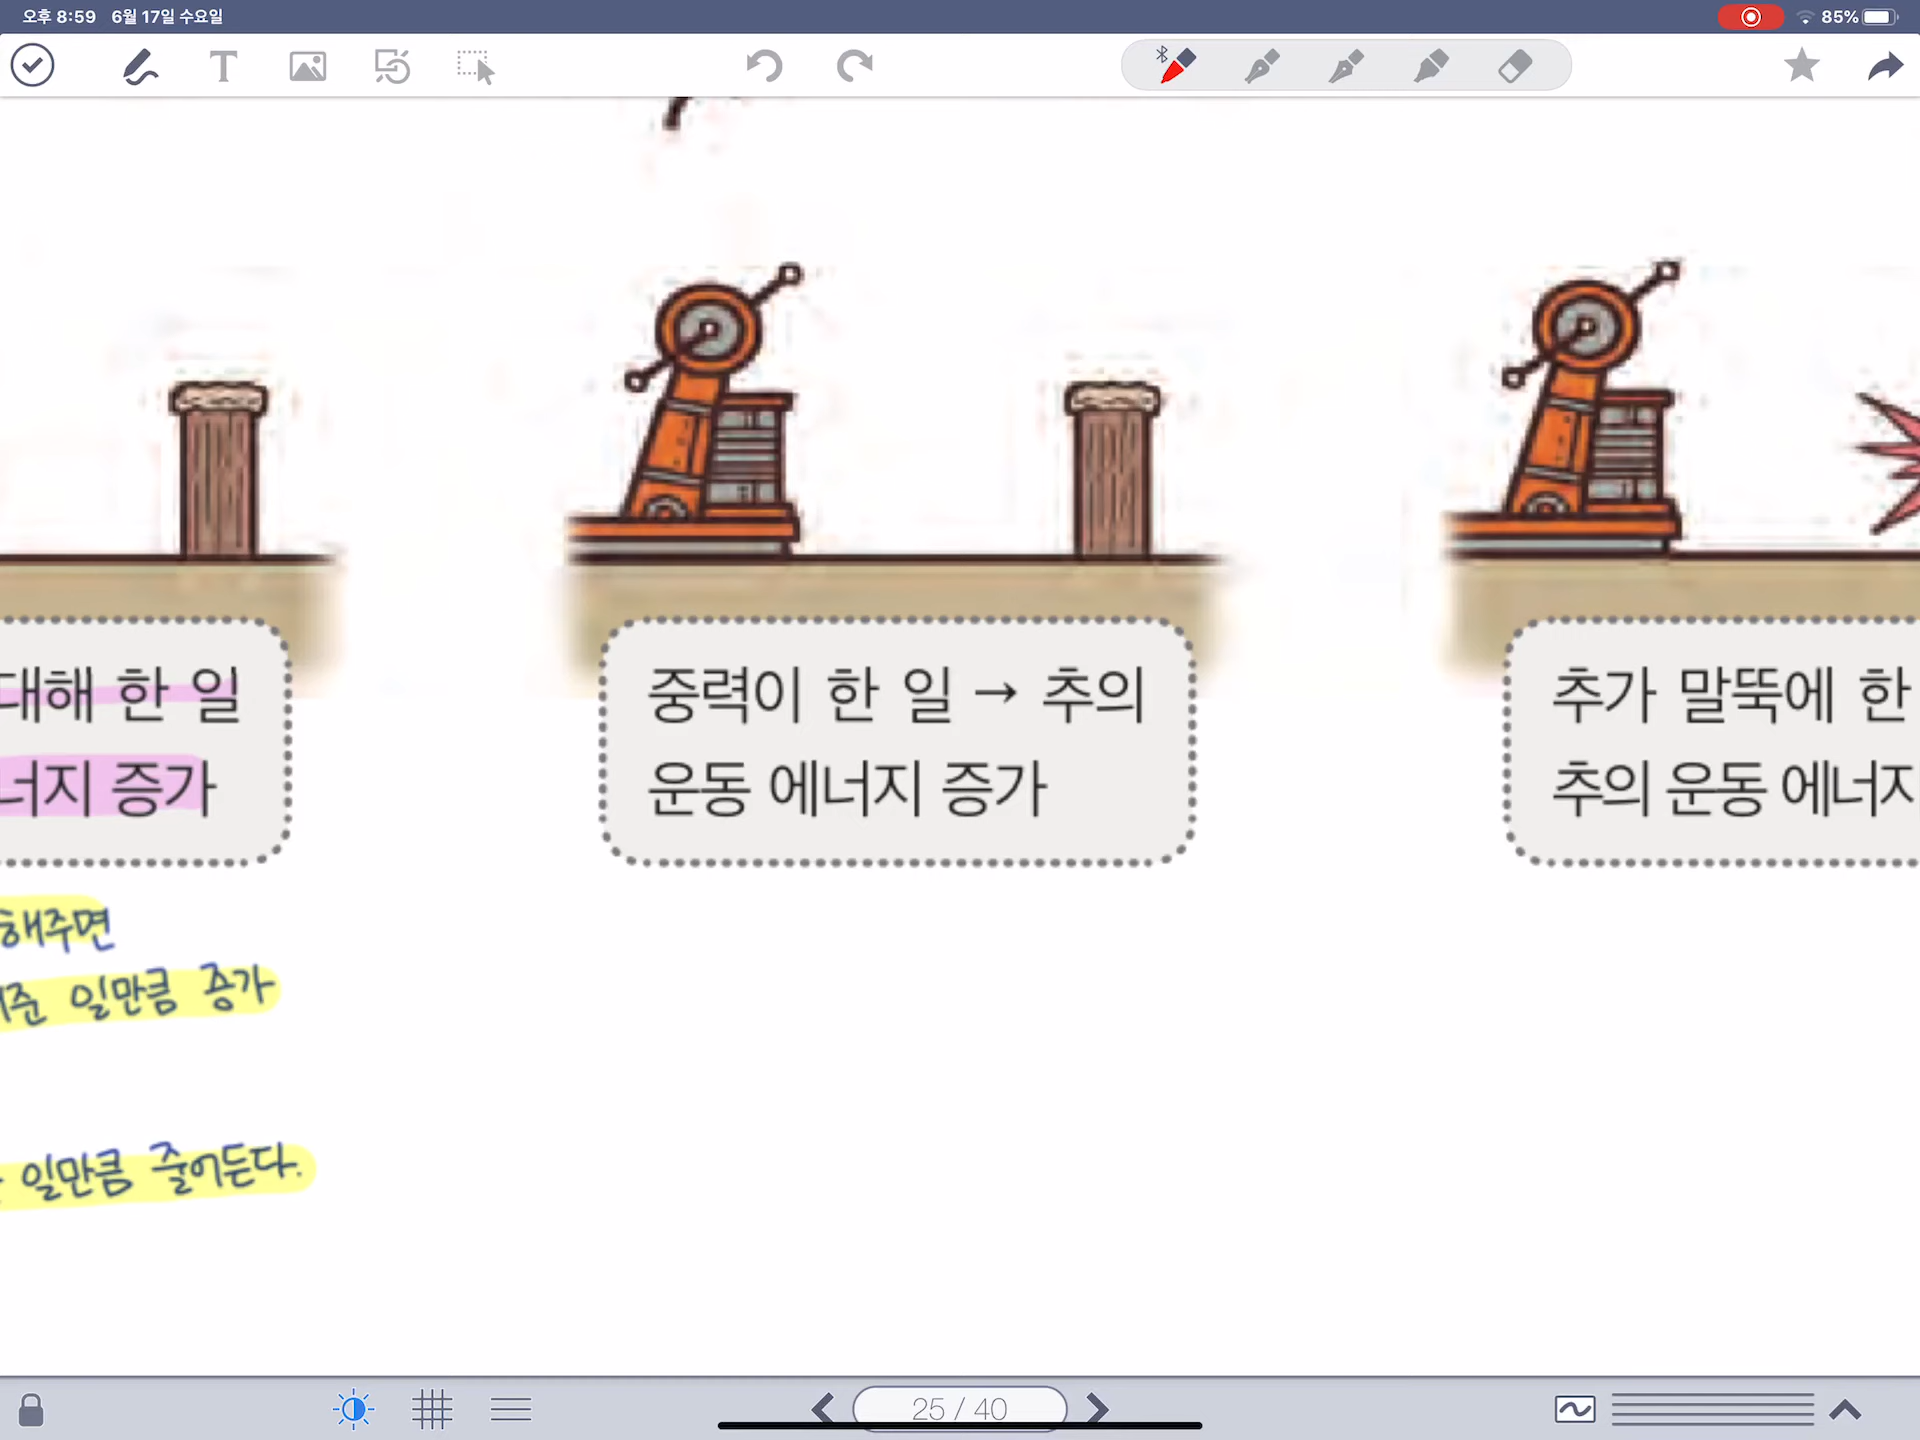 오후 8:59 6월 17일 수요일
85%
T
대해 한 일
너지 증가
중력이 한 일 → 추의
운동 에너지 증가
추가 말뚝에 한
추의 운동 에너지
해주면
일만큼 증가
일만큼 줄어든다.
25 / 40